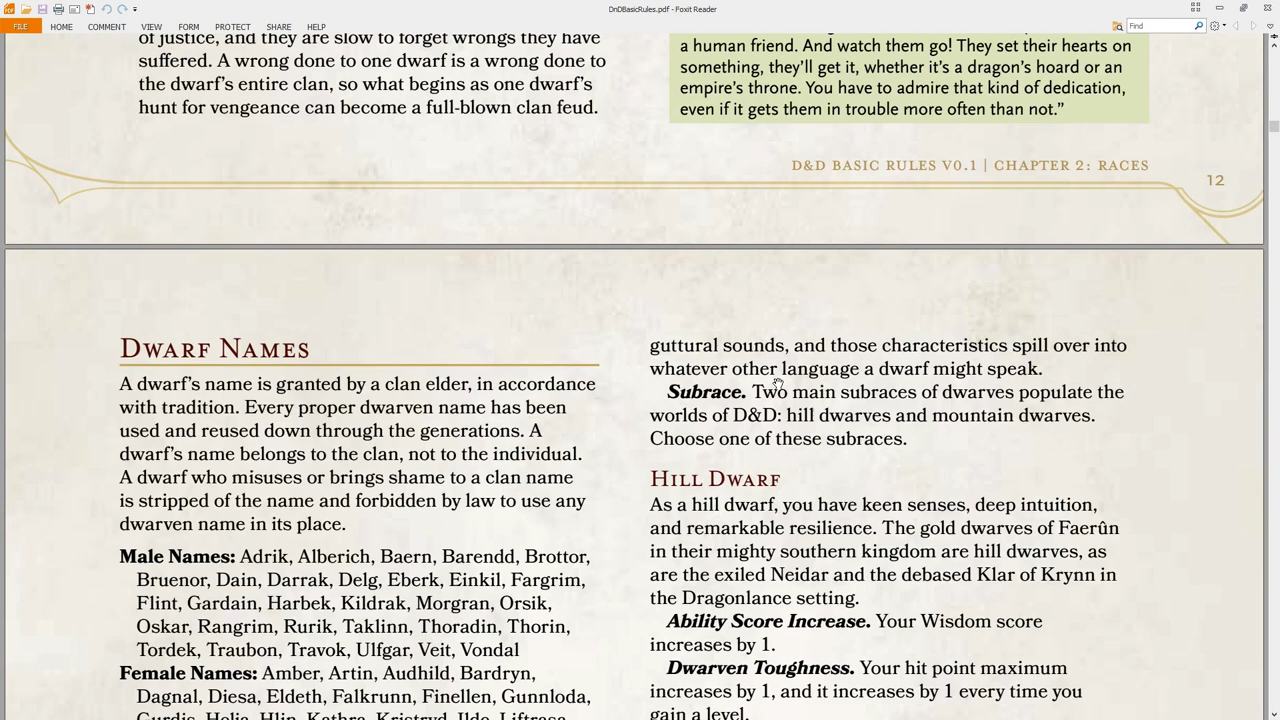 DnDBasicRules.pdf - Foxit Reader
FILE HOME COMMENT VIEW FORM PROTECT SHARE HELP
Find
of justice, and they are slow to forget wrongs they have
suffered. A wrong done to one dwarf is a wrong done to
the dwarf's entire clan, so what begins as one dwarf's
hunt for vengeance can become a full-blown clan feud.
a human friend. And watch them go! They set their hearts on
something, they'll get it, whether it's a dragon's hoard or an
empire's throne. You have to admire that kind of dedication,
even if it gets them in trouble more often than not."
D&D BASIC RULES V0.1 | CHAPTER 2: RACES
12
DWARF NAMES
A dwarf's name is granted by a clan elder, in accordance
with tradition. Every proper dwarven name has been
used and reused down through the generations. A
dwarf's name belongs to the clan, not to the individual.
A dwarf who misuses or brings shame to a clan name
is stripped of the name and forbidden by law to use any
dwarven name in its place.
Male Names: Adrik, Alberich, Baern, Barendd, Brottor,
Bruenor, Dain, Darrak, Delg, Eberk, Einkil, Fargrim,
Flint, Gardain, Harbek, Kildrak, Morgran, Orsik,
Oskar, Rangrim, Rurik, Taklinn, Thoradin, Thorin,
Tordek, Traubon, Travok, Ulfgar, Veit, Vondal
Female Names: Amber, Artin, Audhild, Bardryn,
Dagnal, Diesa, Eldeth, Falkrunn, Finellen, Gunnloda,
Gurdis, Helja, Hlin, Kathra, Kristryd, Ilde, Liftrasa,
guttural sounds, and those characteristics spill over into
whatever other language a dwarf might speak.
Subrace. Two main subraces of dwarves populate the
worlds of D&D: hill dwarves and mountain dwarves.
Choose one of these subraces.
HILL DWARF
As a hill dwarf, you have keen senses, deep intuition,
and remarkable resilience. The gold dwarves of Faerûn
in their mighty southern kingdom are hill dwarves, as
are the exiled Neidar and the debased Klar of Krynn in
the Dragonlance setting.
Ability Score Increase. Your Wisdom score
increases by 1.
Dwarven Toughness. Your hit point maximum
increases by 1, and it increases by 1 every time you
gain a level.